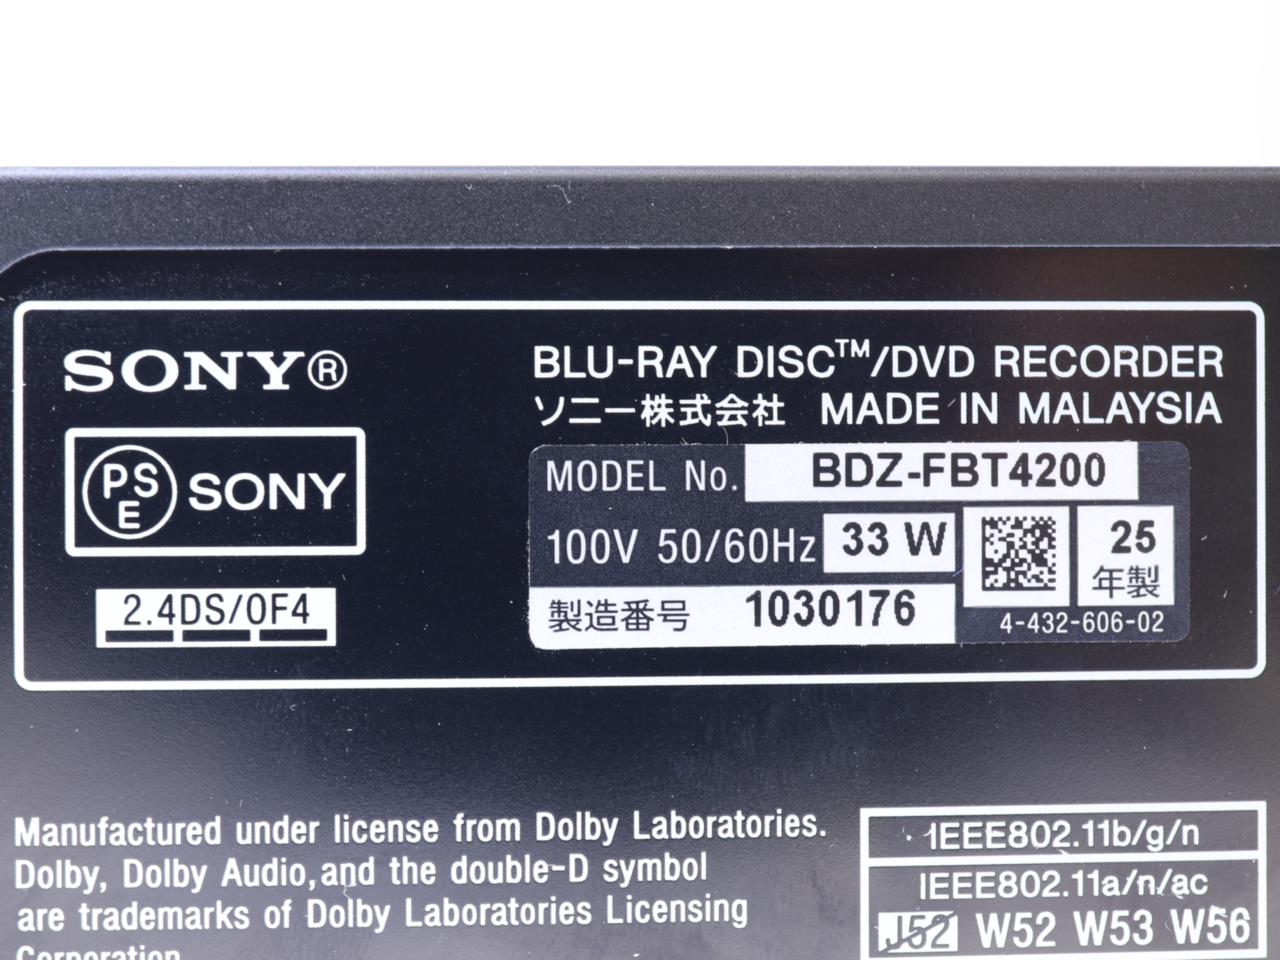 SONY®
PSE SONY
2.4DS/OF4
BLU-RAY DISC™/DVD RECORDER
ソニー株式会社 MADE IN MALAYSIA
MODEL No. BDZ-FBT4200
100V 50/60Hz 33 W
25
年製
製造番号 1030176
4-432-606-02
Manufactured under license from Dolby Laboratories.
Dolby, Dolby Audio,and the double-D symbol
are trademarks of Dolby Laboratories Licensing
Corporation
IEEE802.11b/g/n
IEEE802.11a/n/ac
J52 W52 W53 W56